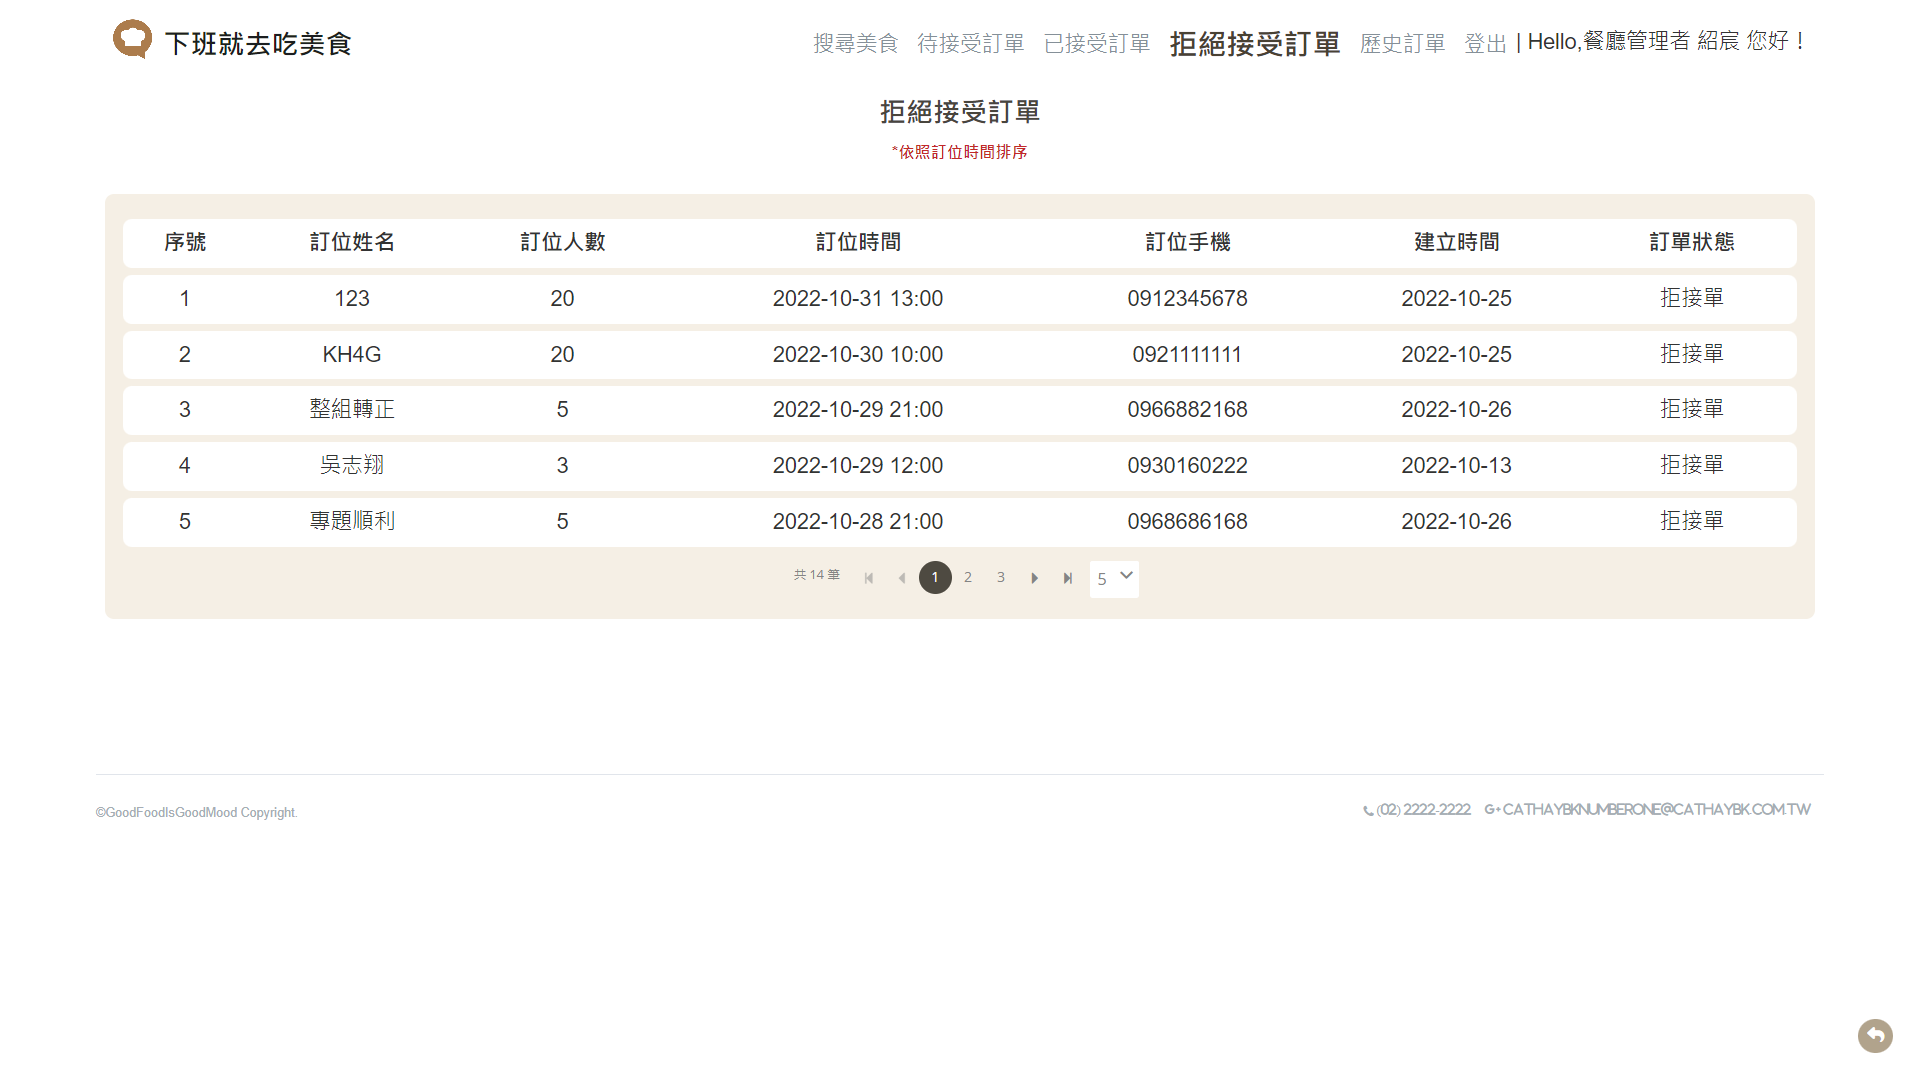 下班就去吃美食
搜尋美食 待接受訂單 已接受訂單 拒絕接受訂單 歷史訂單 登出 | Hello,餐廳管理者 紹宸 您好！
拒絕接受訂單
*依照訂位時間排序
序號 訂位姓名 訂位人數 訂位時間 訂位手機 建立時間 訂單狀態
1 123 20 2022-10-31 13:00 0912345678 2022-10-25 拒接單
2 KH4G 20 2022-10-30 10:00 0921111111 2022-10-25 拒接單
3 整組轉正 5 2022-10-29 21:00 0966882168 2022-10-26 拒接單
4 吳志翔 3 2022-10-29 12:00 0930160222 2022-10-13 拒接單
5 專題順利 5 2022-10-28 21:00 0968686168 2022-10-26 拒接單
共 14 筆 1 2 3 5
©GoodFoodIsGoodMood Copyright.
(02) 2222-2222 G+ CATHAYBKNUMBERONE@CATHAYBK.COM.TW